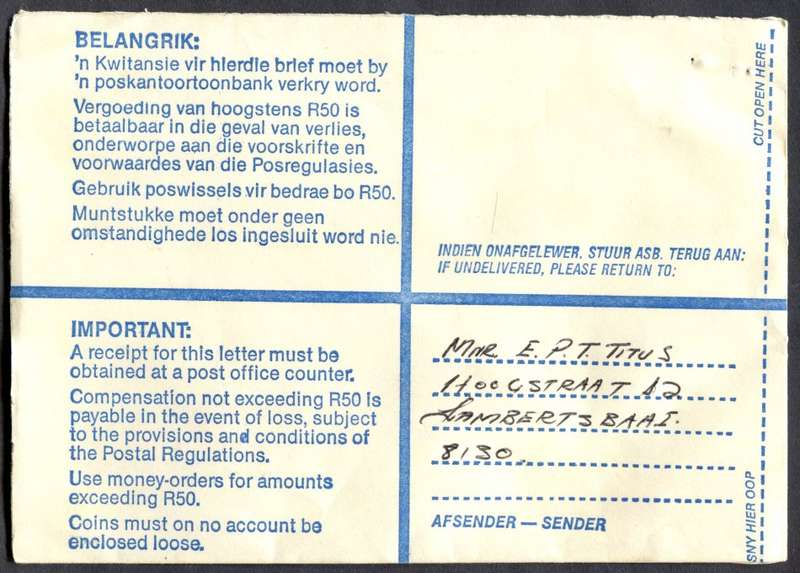 BELANGRIK:
'n Kwitansie vir hierdie brief moet by
'n poskantoortoonbank verkry word.
Vergoeding van hoogstens R50 is
betaalbaar in die geval van verlies,
onderworpe aan die voorskrifte en
voorwaardes van die Posregulasies.
Gebruik poswissels vir bedrae bo R50.
Muntstukke moet onder geen
omstandighede los ingesluit word nie.
INDIEN ONAFGELEWER. STUUR ASB. TERUG AAN:
IF UNDELIVERED, PLEASE RETURN TO:
CUT OPEN HERE
IMPORTANT:
A receipt for this letter must be
obtained at a post office counter.
Compensation not exceeding R50 is
payable in the event of loss, subject
to the provisions and conditions of
the Postal Regulations.
Use money-orders for amounts
exceeding R50.
Coins must on no account be
enclosed loose.
MNR E.P.T. TITUS
HOOGSTRAAT 12
LAMBERTSBAAI.
8130.
AFSENDER — SENDER
SNY HIER OOP